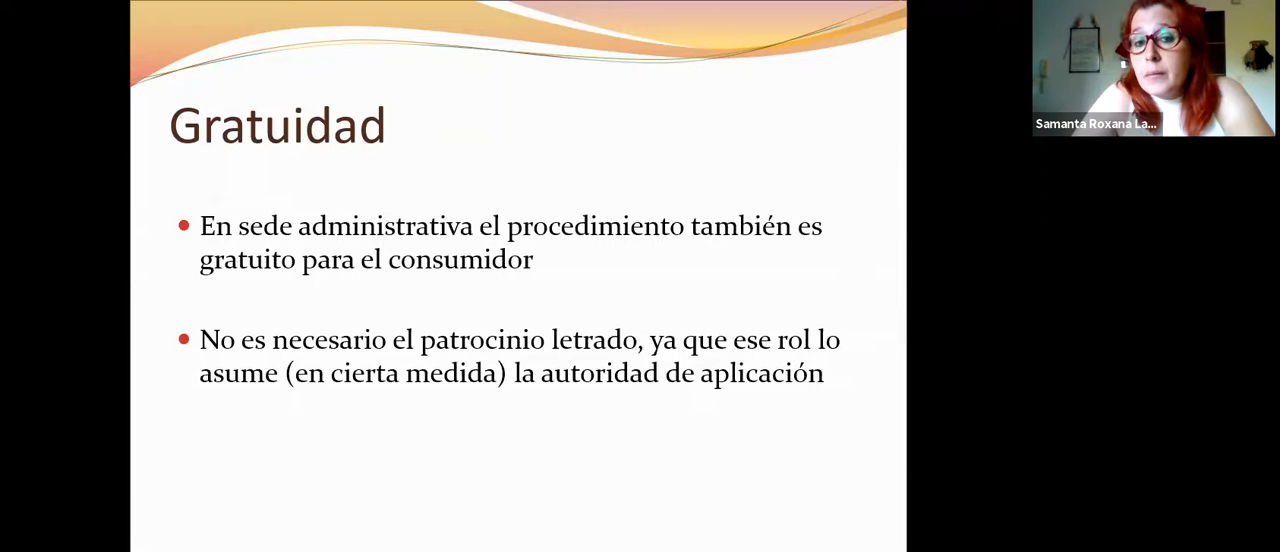 Gratuidad
En sede administrativa el procedimiento también es
gratuito para el consumidor
No es necesario el patrocinio letrado, ya que ese rol lo
asume (en cierta medida) la autoridad de aplicación
Samanta Roxana La...